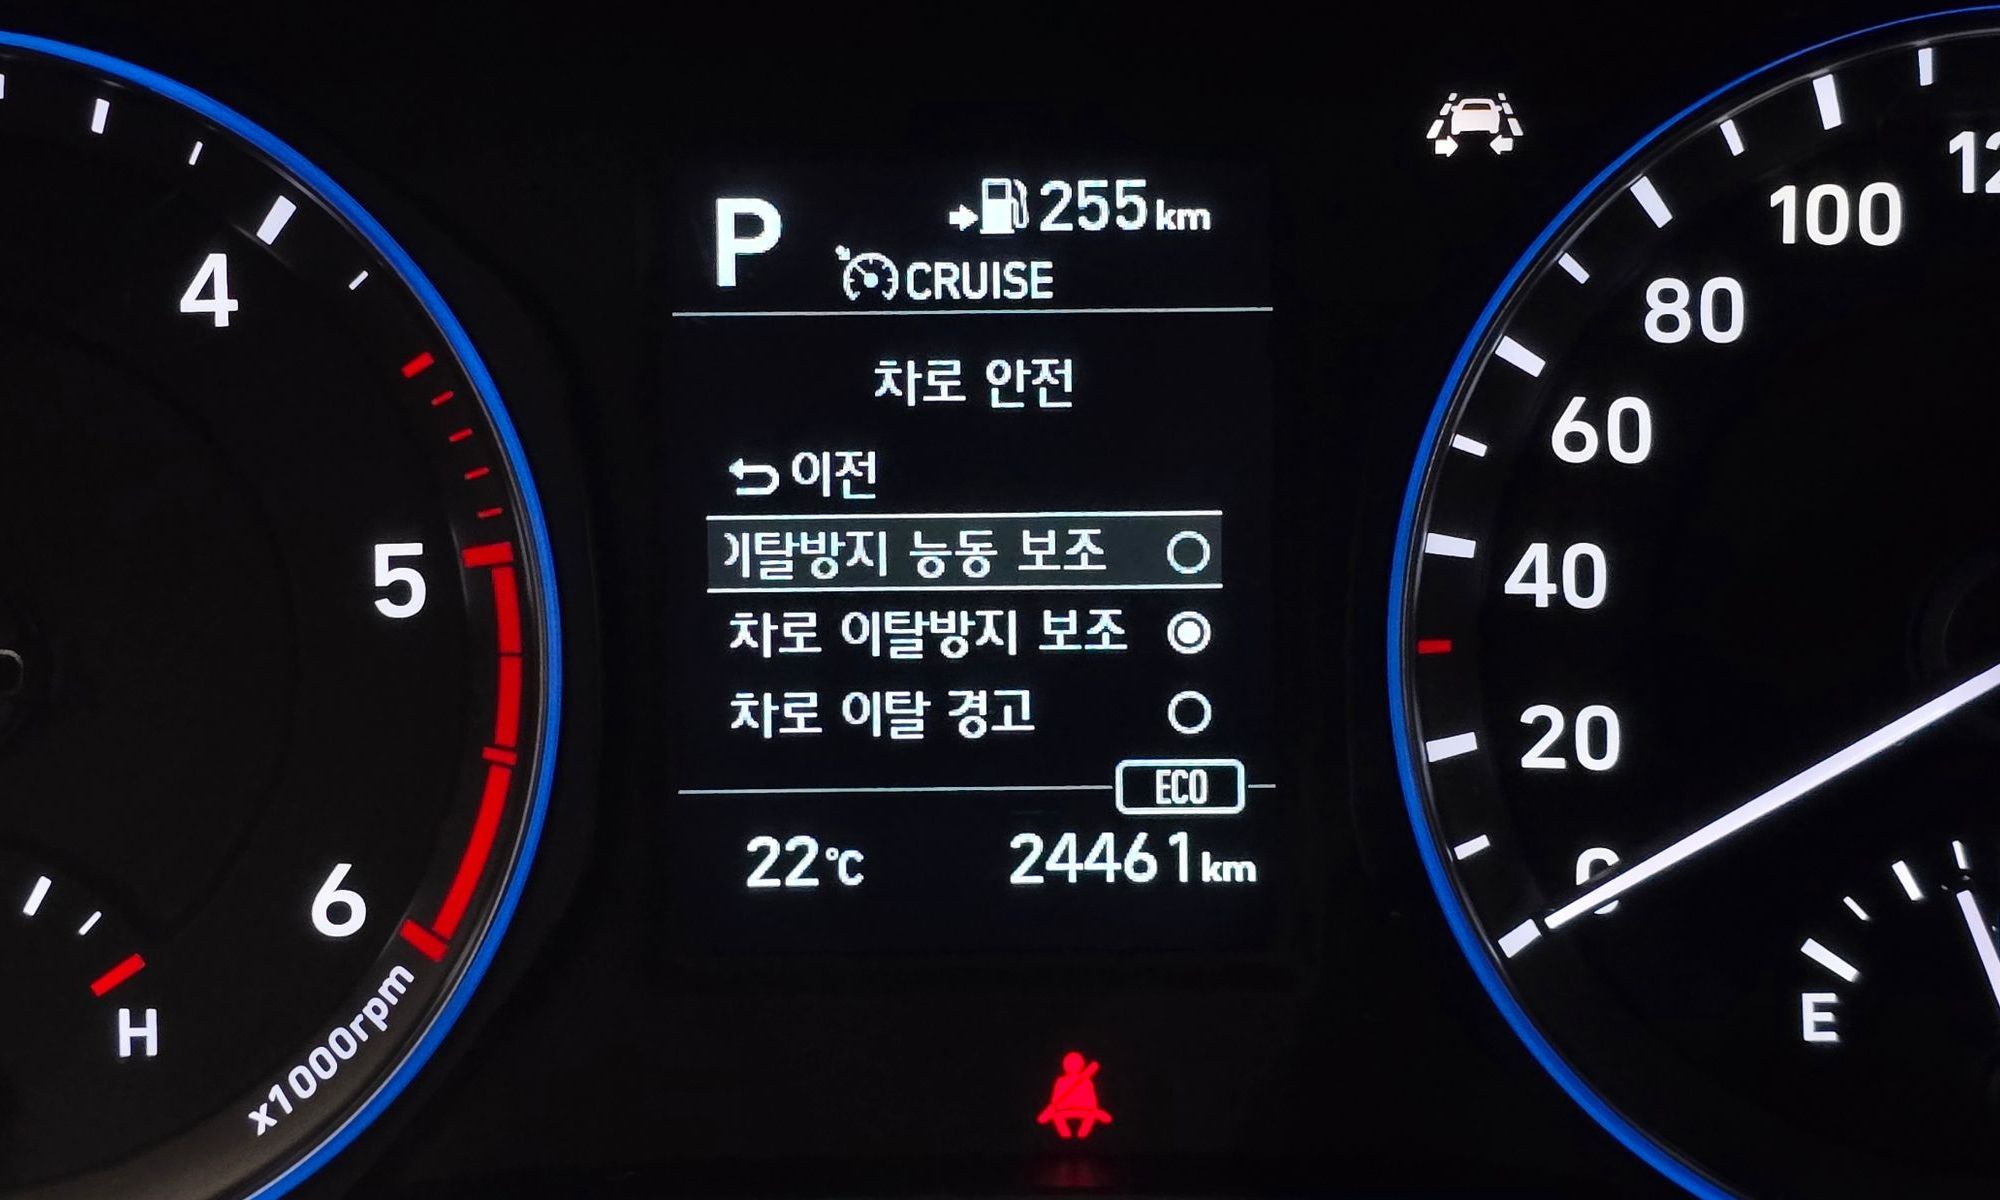 4
5
6
H
x1000rpm
P
255km
CRUISE
차로 안전
이전
이탈방지 능동 보조
차로 이탈방지 보조
차로 이탈 경고
ECO
22℃
24461km
100
80
60
40
20
0
E